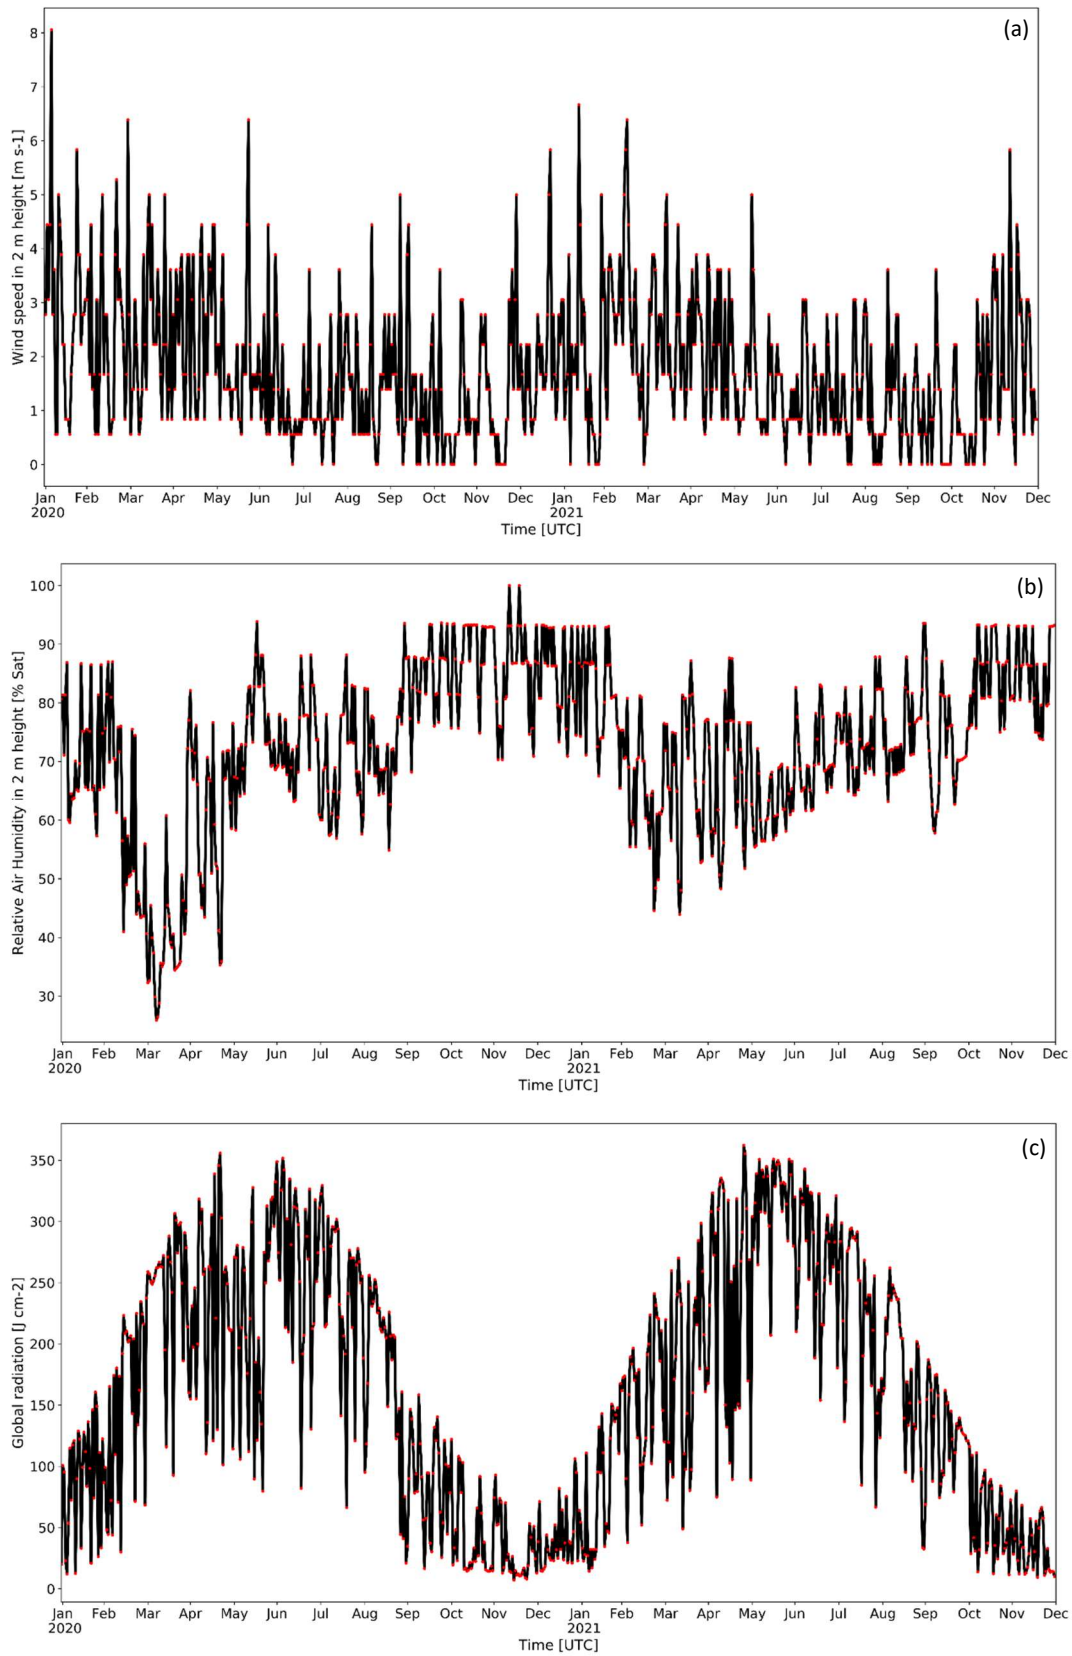 (a)
8
7
6
5
4
3
2
1
0
Wind speed in 2 m height [m s-1]
Jan Feb Mar Apr May Jun Jul Aug Sep Oct Nov Dec Jan Feb Mar Apr May Jun Jul Aug Sep Oct Nov Dec
2020 2021
Time [UTC]
(b)
100
90
80
70
60
50
40
30
Relative Air Humidity in 2 m height [% Sat]
Jan Feb Mar Apr May Jun Jul Aug Sep Oct Nov Dec Jan Feb Mar Apr May Jun Jul Aug Sep Oct Nov Dec
2020 2021
Time [UTC]
(c)
350
300
250
200
150
100
50
0
Global radiation [J cm-2]
Jan Feb Mar Apr May Jun Jul Aug Sep Oct Nov Dec Jan Feb Mar Apr May Jun Jul Aug Sep Oct Nov Dec
2020 2021
Time [UTC]